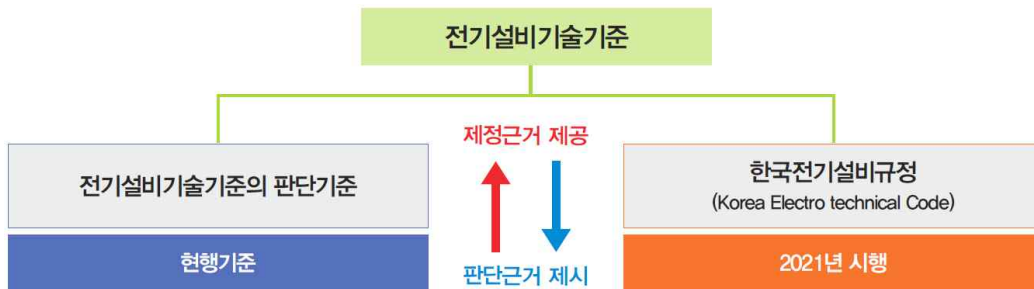 전기설비기술기준
제정근거 제공
전기설비기술기준의 판단기준
한국전기설비규정
(Korea Electro technical Code)
현행기준
판단근거 제시
2021년 시행